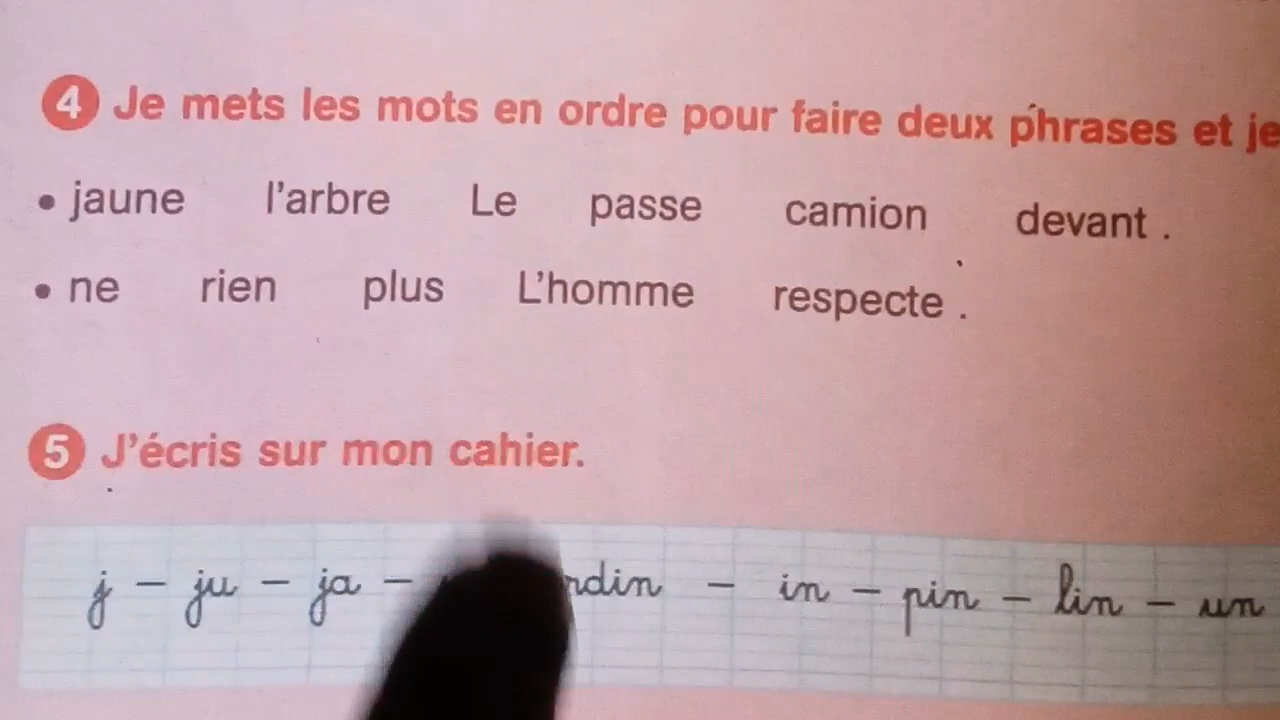 4 Je mets les mots en ordre pour faire deux phrases et je
• jaune l'arbre Le passe camion devant .
• ne rien plus L'homme respecte .
5 J'écris sur mon cahier.
j – ju – ja – rdin – in – pin – lin – un